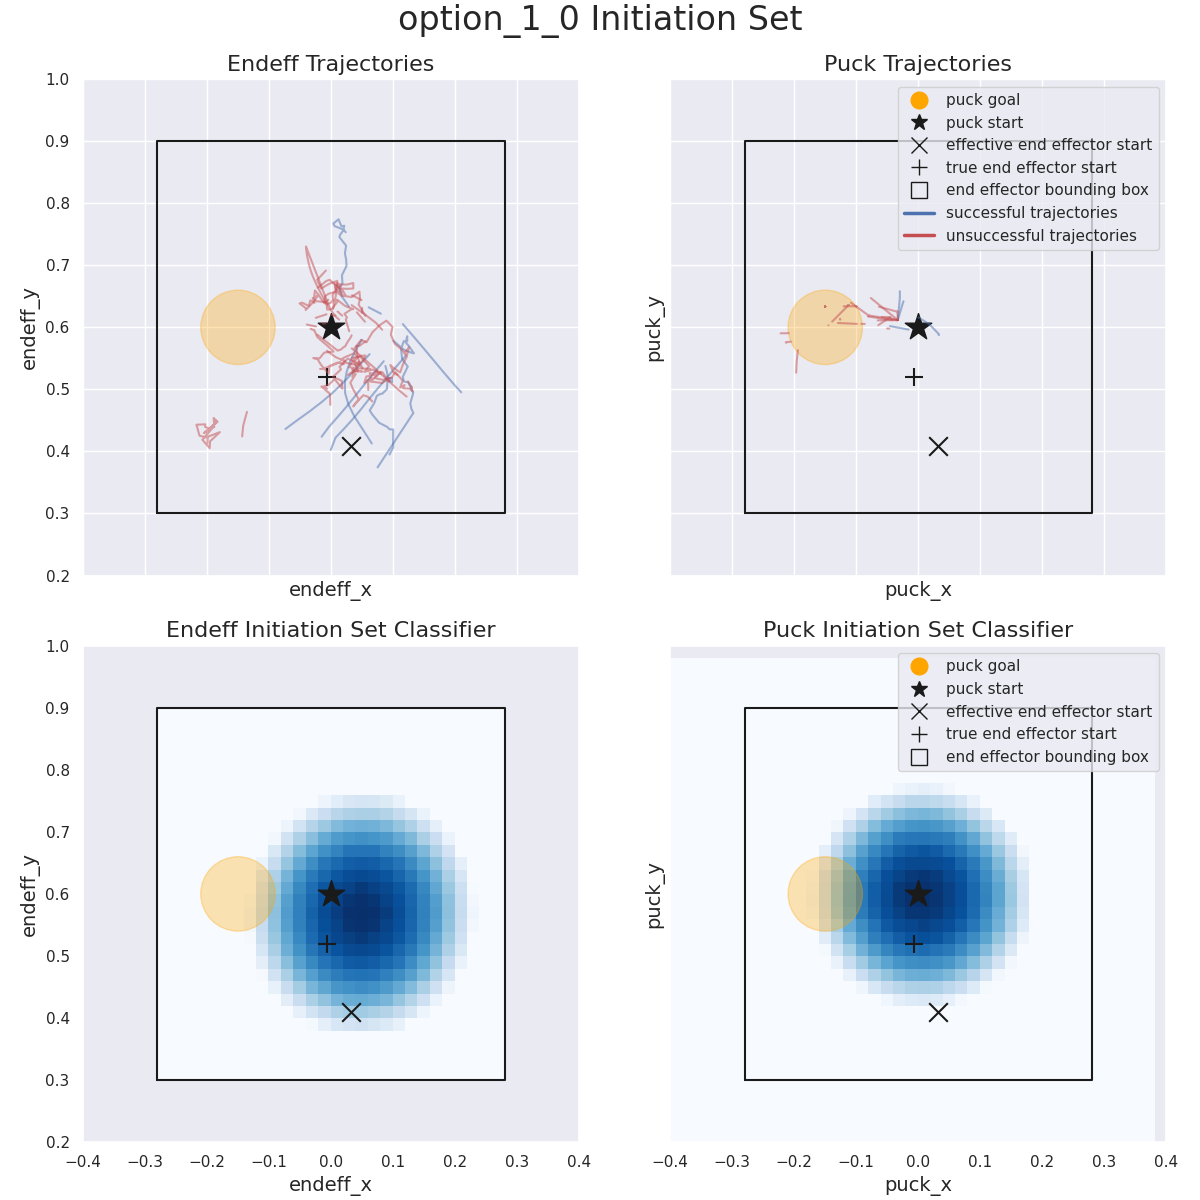 option_1_0 Initiation Set
Endeff Trajectories
Puck Trajectories
1.0
0.9
0.8
0.7
0.6
0.5
0.4
0.3
0.2
endeff_y
endeff_x
puck_y
puck_x
puck goal
puck start
effective end effector start
true end effector start
end effector bounding box
successful trajectories
unsuccessful trajectories
Endeff Initiation Set Classifier
Puck Initiation Set Classifier
1.0
0.9
0.8
0.7
0.6
0.5
0.4
0.3
0.2
endeff_y
−0.4 −0.3 −0.2 −0.1 0.0 0.1 0.2 0.3 0.4
endeff_x
puck_y
puck goal
puck start
effective end effector start
true end effector start
end effector bounding box
−0.4 −0.3 −0.2 −0.1 0.0 0.1 0.2 0.3 0.4
puck_x